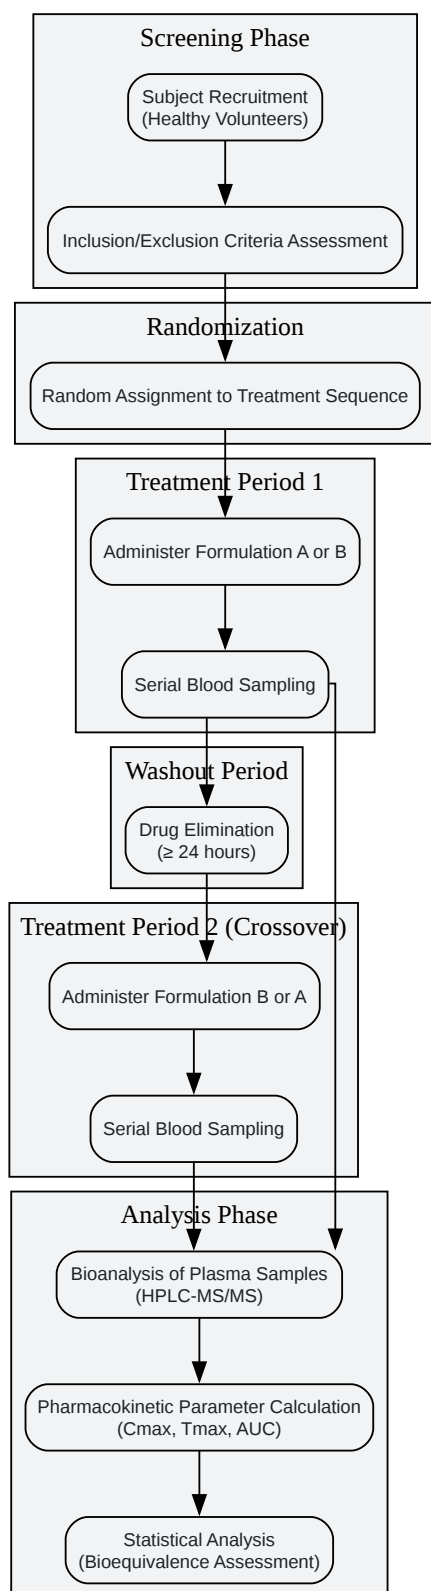 Screening Phase
Subject Recruitment
(Healthy Volunteers)
Inclusion/Exclusion Criteria Assessment
Randomization
Random Assignment to Treatment Sequence
Treatment Period 1
Administer Formulation A or B
Serial Blood Sampling
Washout Period
Drug Elimination
(≥ 24 hours)
Treatment Period 2 (Crossover)
Administer Formulation B or A
Serial Blood Sampling
Analysis Phase
Bioanalysis of Plasma Samples
(HPLC-MS/MS)
Pharmacokinetic Parameter Calculation
(Cmax, Tmax, AUC)
Statistical Analysis
(Bioequivalence Assessment)